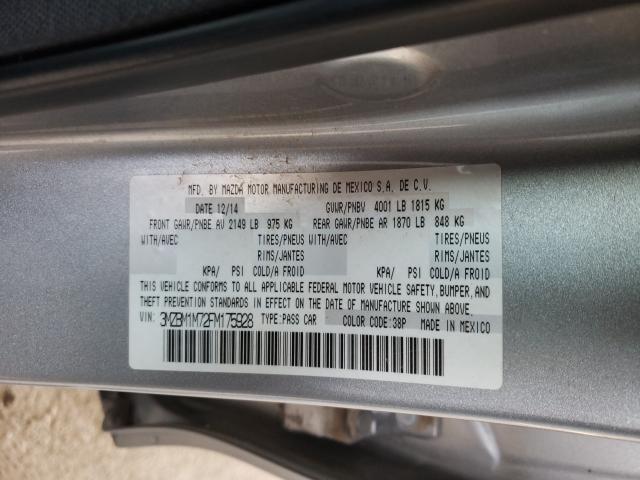 MFD. BY MAZDA MOTOR MANUFACTURING DE MEXICO S.A. DE C.V.
DATE 12/14 GVWR/PNBV 4001 LB 1815 KG
FRONT GAWR/PNBE AV 2149 LB 975 KG REAR GAWR/PNBE AR 1870 LB 848 KG
WITH/AVEC TIRES/PNEUS WITH/AVEC TIRES/PNEUS
RIMS/JANTES RIMS/JANTES
KPA/ PSI COLD/A FROID KPA/ PSI COLD/A FROID
THIS VEHICLE CONFORMS TO ALL APPLICABLE FEDERAL MOTOR VEHICLE SAFETY, BUMPER, AND
THEFT PREVENTION STANDARDS IN EFFECT ON THE DATE OF MANUFACTURE SHOWN ABOVE.
VIN: 3MZBM1M72FM175928 TYPE:PASS CAR COLOR CODE:38P MADE IN MEXICO